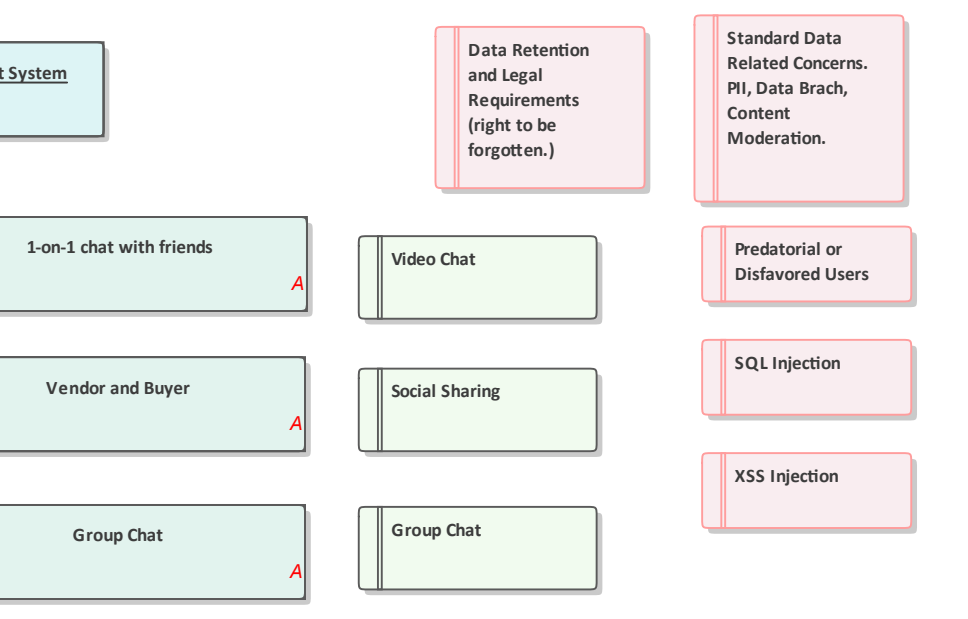 t System
Data Retention
and Legal
Requirements
(right to be
forgotten.)
Standard Data
Related Concerns.
PII, Data Brach,
Content
Moderation.
1-on-1 chat with friends
A
Video Chat
Predatorial or
Disfavored Users
SQL Injection
Vendor and Buyer
A
Social Sharing
XSS Injection
Group Chat
A
Group Chat